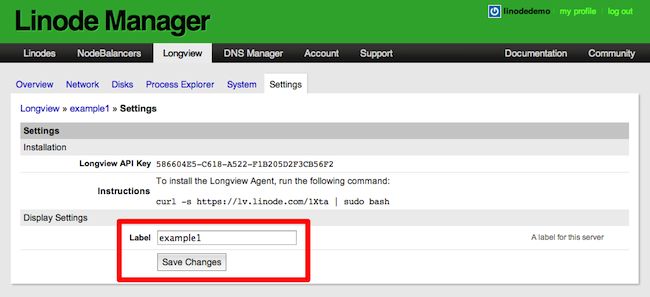 Linode Manager
linodedemo my profile | log out
Linodes NodeBalancers Longview DNS Manager Account Support Documentation Community
Overview Network Disks Process Explorer System Settings
Longview » example1 » Settings
Settings
Installation
Longview API Key 586604E5-C618-A522-F1B205D2F3CB56F2
Instructions To install the Longview Agent, run the following command:
curl -s https://lv.linode.com/1Xta | sudo bash
Display Settings
Label example1 A label for this server
Save Changes